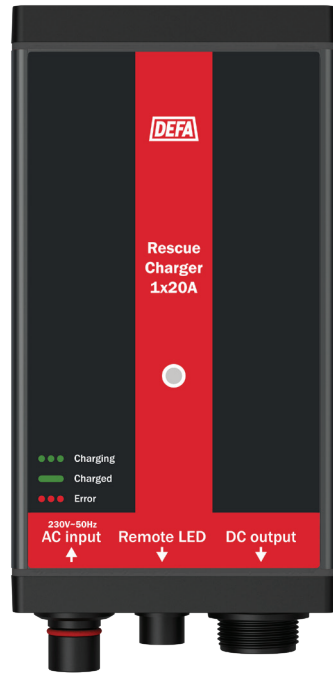 DEFA
Rescue
Charger
1x20A
Charging
Charged
Error
230V~50Hz
AC input
Remote LED
DC output